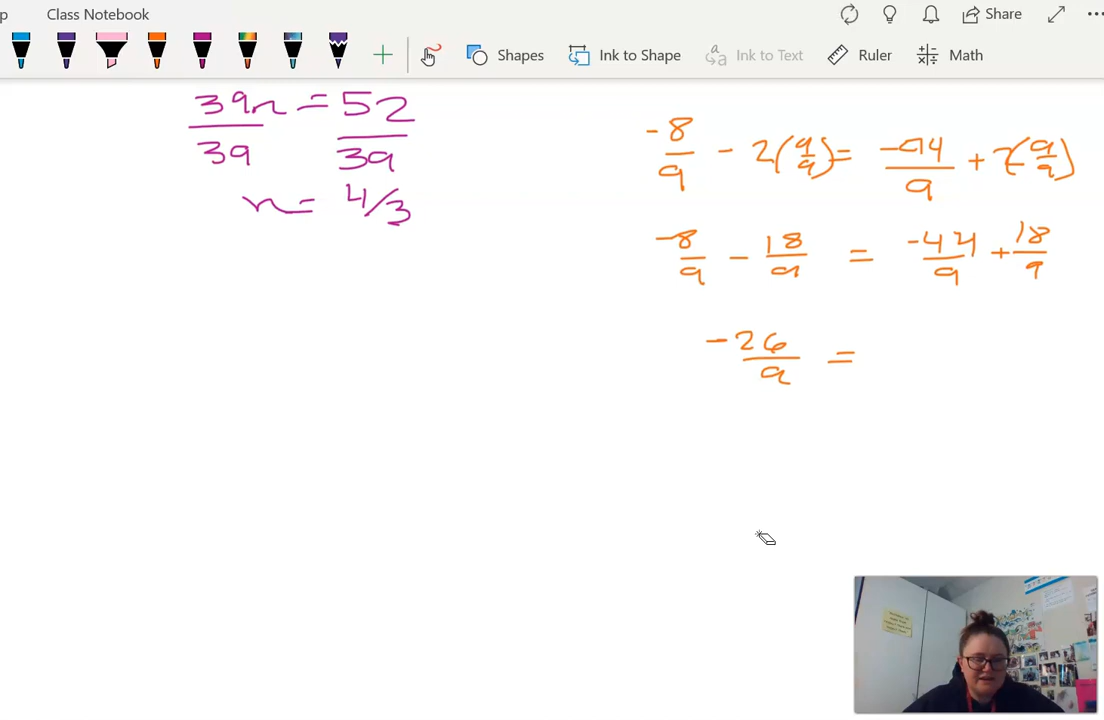 p Class Notebook Share
Shapes Ink to Shape Ink to Text Ruler Math
39n = 52
39 39
n = 4/3
-8/9 - 2(9/9) = -44/9 + 2(9/9)
-8/9 - 18/9 = -44/9 + 18/9
-26/9 =